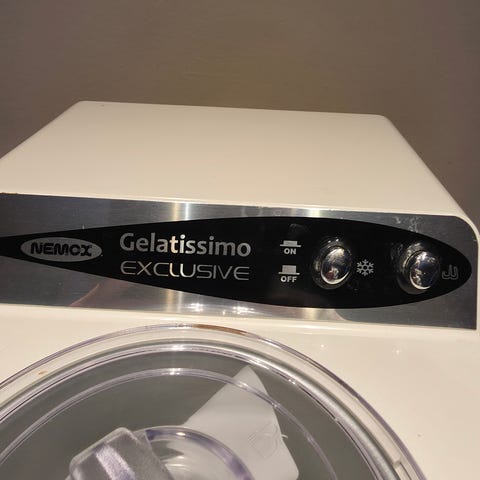 NEMOX
Gelatissimo
EXCLUSIVE
ON
OFF